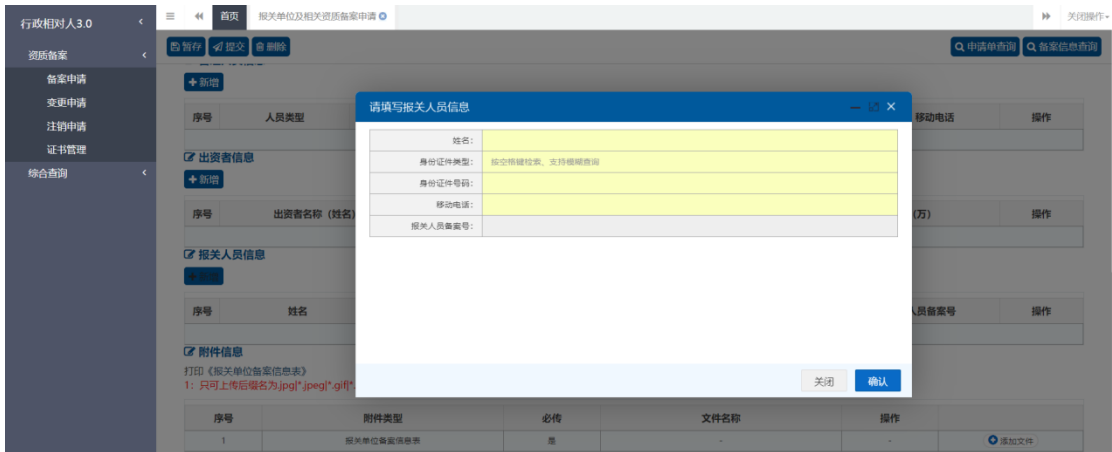 行政相对人3.0
首页
报关单位及相关资质备案申请
关闭操作
资质备案
备案申请
变更申请
注销申请
证书管理
综合查询
暂存 提交 删除
申请单查询 备案信息查询
新增
序号 人员类型 移动电话 操作
出资者信息
新增
序号 出资者名称（姓名） (万) 操作
报关人员信息
序号 姓名 人员备案号 操作
附件信息
打印《报关单位备案信息表》
1：只可上传后缀名为.jpg|*.jpeg|*.gif|*.
序号 附件类型 必传 文件名称 操作
1 报关单位备案信息表 是 - - 添加文件
请填写报关人员信息
姓名：
身份证件类型： 按空格键检索、支持模糊查询
身份证件号码：
移动电话：
报关人员备案号：
关闭 确认